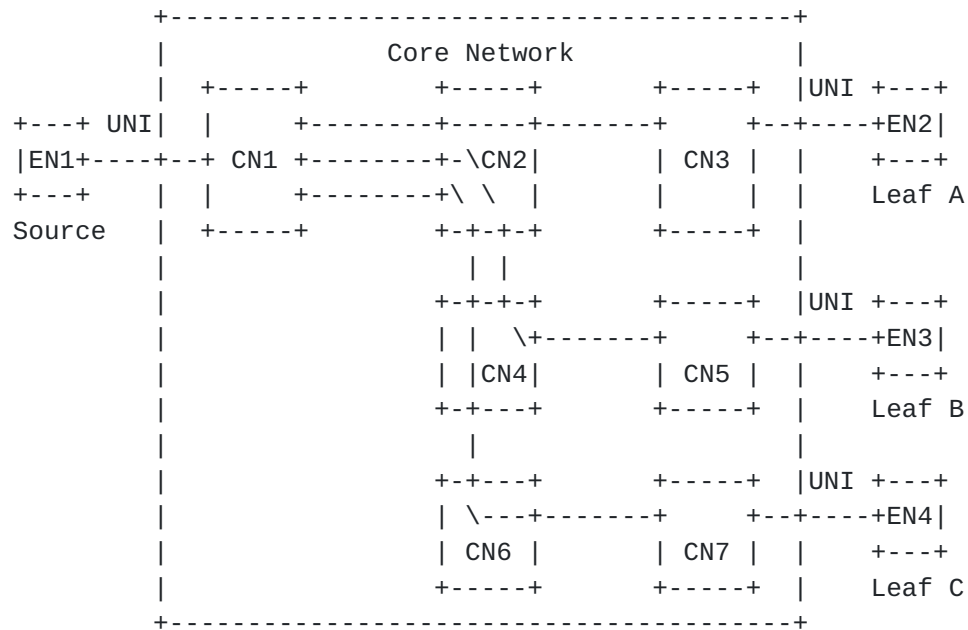 +-----------------------------------------+
         |              Core Network               |
         |  +-----+        +-----+       +-----+  |UNI +---+
+---+ UNI|  |     +--------+-----+-------+     +--+----+EN2|
|EN1+----+--+ CN1 +--------+-\CN2|       | CN3 |  |    +---+
+---+    |  |     +--------+\ \  |       |     |  |    Leaf A
Source   |  +-----+        +-+-+-+       +-----+  |
         |                   | |                  |
         |                 +-+-+-+       +-----+  |UNI +---+
         |                 | |  \+-------+     +--+----+EN3|
         |                 | |CN4|       | CN5 |  |    +---+
         |                 +-+---+       +-----+  |    Leaf B
         |                   |                    |
         |                 +-+---+       +-----+  |UNI +---+
         |                 | \---+-------+     +--+----+EN4|
         |                 | CN6 |       | CN7 |  |    +---+
         |                 +-----+       +-----+  |    Leaf C
         +----------------------------------------+